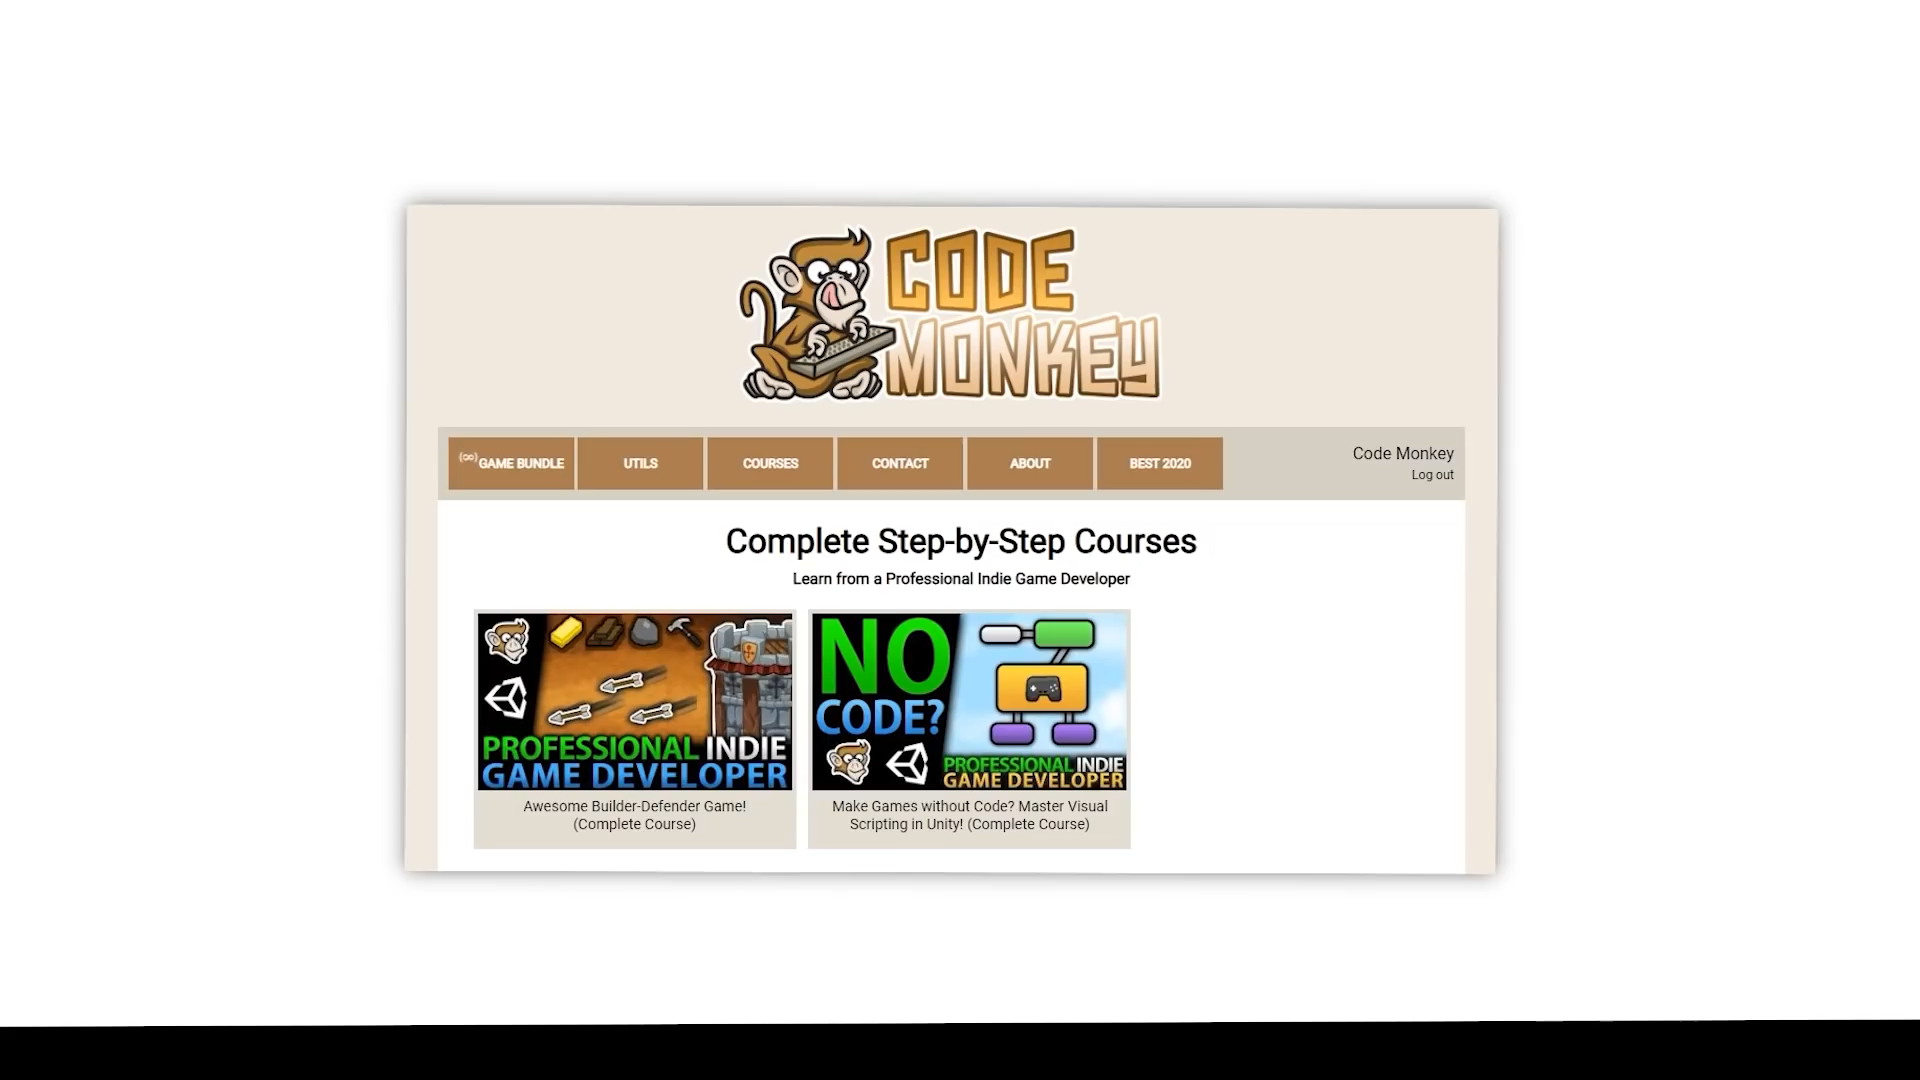 CODE
MONKEY
{∞} GAME BUNDLE
UTILS
COURSES
CONTACT
ABOUT
BEST 2020
Code Monkey
Log out
Complete Step-by-Step Courses
Learn from a Professional Indie Game Developer
PROFESSIONAL INDIE
GAME DEVELOPER
Awesome Builder-Defender Game!
(Complete Course)
NO
CODE?
PROFESSIONAL INDIE
GAME DEVELOPER
Make Games without Code? Master Visual
Scripting in Unity! (Complete Course)